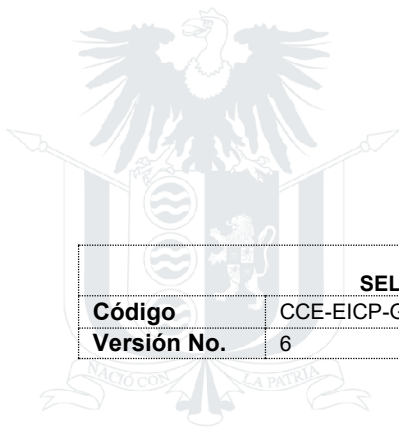 SEL
Código CCE-EICP-G
Versión No. 6
NACIÓ CON LA PATRIA